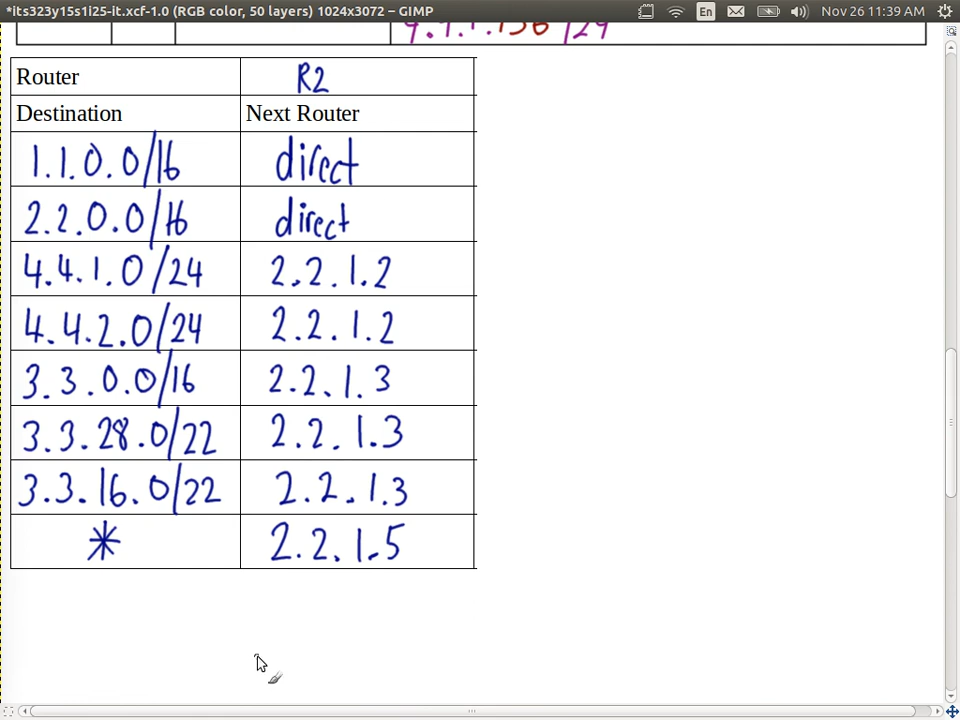 *its323y15s1i25-it.xcf-1.0 (RGB color, 50 layers) 1024x3072 – GIMP
En
Nov 26 11:39 AM
Router R2
Destination Next Router
1.1.0.0/16 direct
2.2.0.0/16 direct
4.4.1.0/24 2.2.1.2
4.4.2.0/24 2.2.1.2
3.3.0.0/16 2.2.1.3
3.3.28.0/22 2.2.1.3
3.3.16.0/22 2.2.1.3
* 2.2.1.5